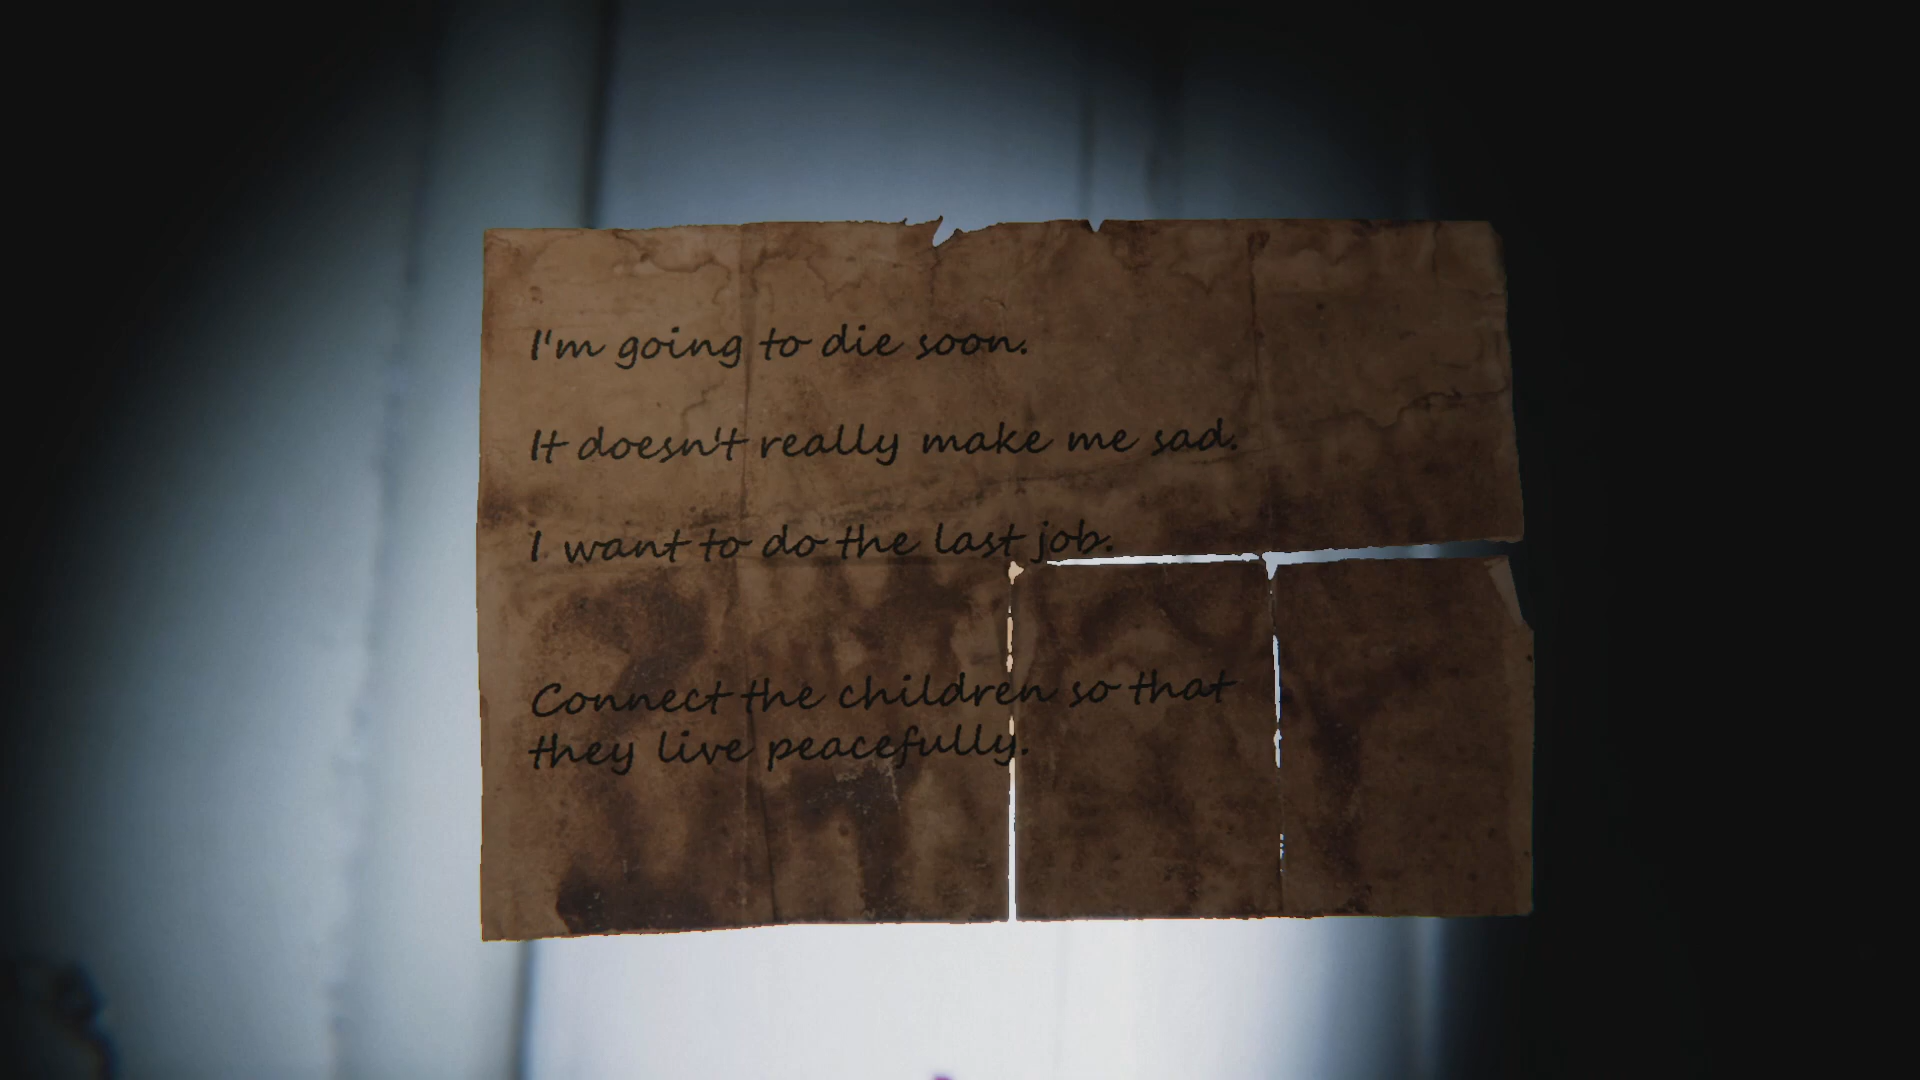 I'm going to die soon.
It doesn't really make me sad.
I want to do the last job.
Connect the children so that
they live peacefully.